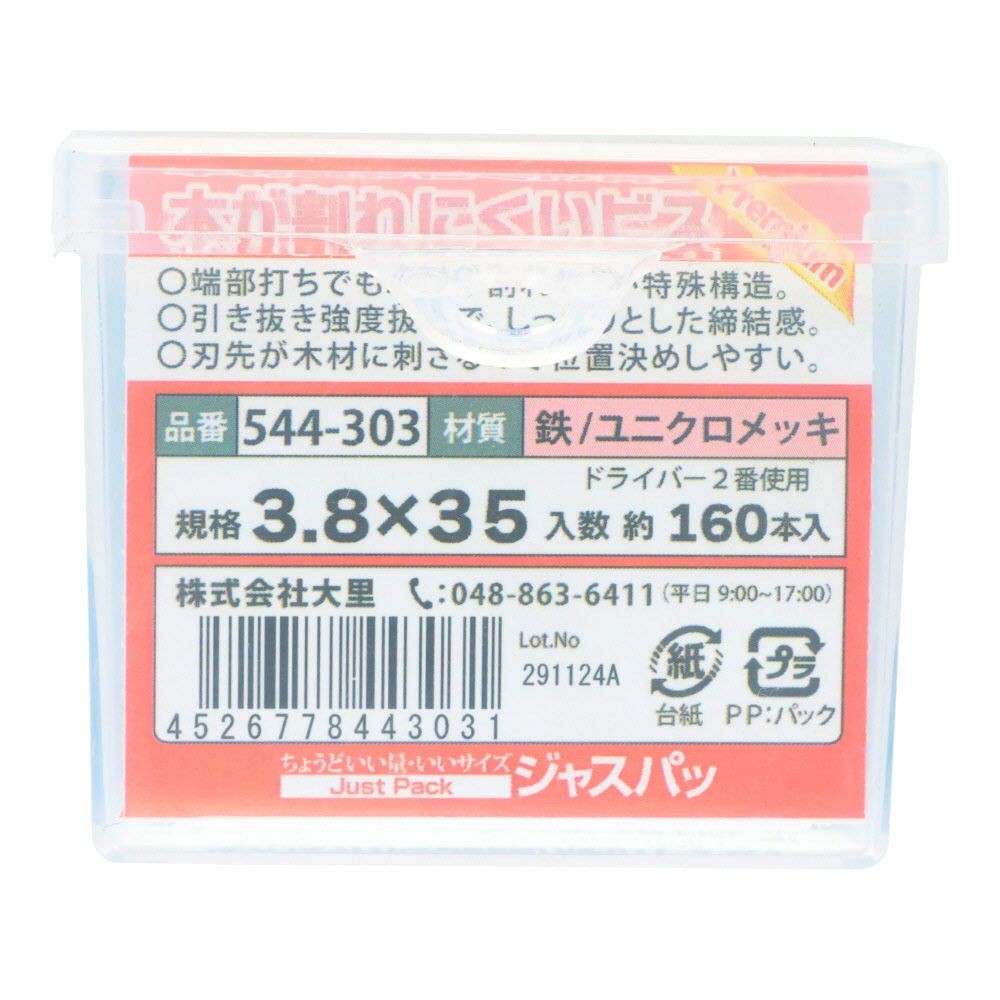 木が割れにくいビス
Premium
○端部打ちでも 特殊構造。
○引き抜き強度抜 で、しっ りとした締結感。
○刃先が木材に刺さ 位置決めしやすい。
品番 544-303 材質 鉄/ユニクロメッキ
ドライバー2番使用
規格 3.8×35 入数 約 160本入
株式会社大里 :048-863-6411(平日 9:00~17:00)
Lot.No
291124A
紙 プラ
台紙 PP:パック
4526778443031
ちょうどいい量・いいサイズ
Just Pack ジャスパッ